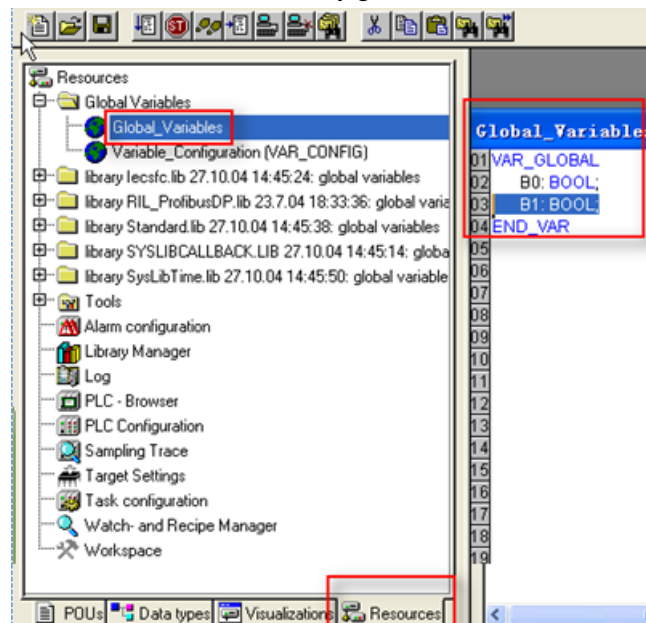 Resources
Global Variables
Global_Variables
Variable_Configuration (VAR_CONFIG)
library Iecsfc.lib 27.10.04 14:45:24: global variables
library RIL_ProfibusDP.lib 23.7.04 18:33:36: global varia
library Standard.lib 27.10.04 14:45:38: global variables
library SYSLIBCALLBACK.LIB 27.10.04 14:45:14: globa
library SysLibTime.lib 27.10.04 14:45:50: global variable
Tools
Alarm configuration
Library Manager
Log
PLC - Browser
PLC Configuration
Sampling Trace
Target Settings
Task configuration
Watch- and Recipe Manager
Workspace
POUs Data types Visualizations Resources
Global_Variables
01 VAR_GLOBAL
02 B0: BOOL;
03 B1: BOOL;
04 END_VAR
05
06
07
08
09
10
11
12
13
14
15
16
17
18
19